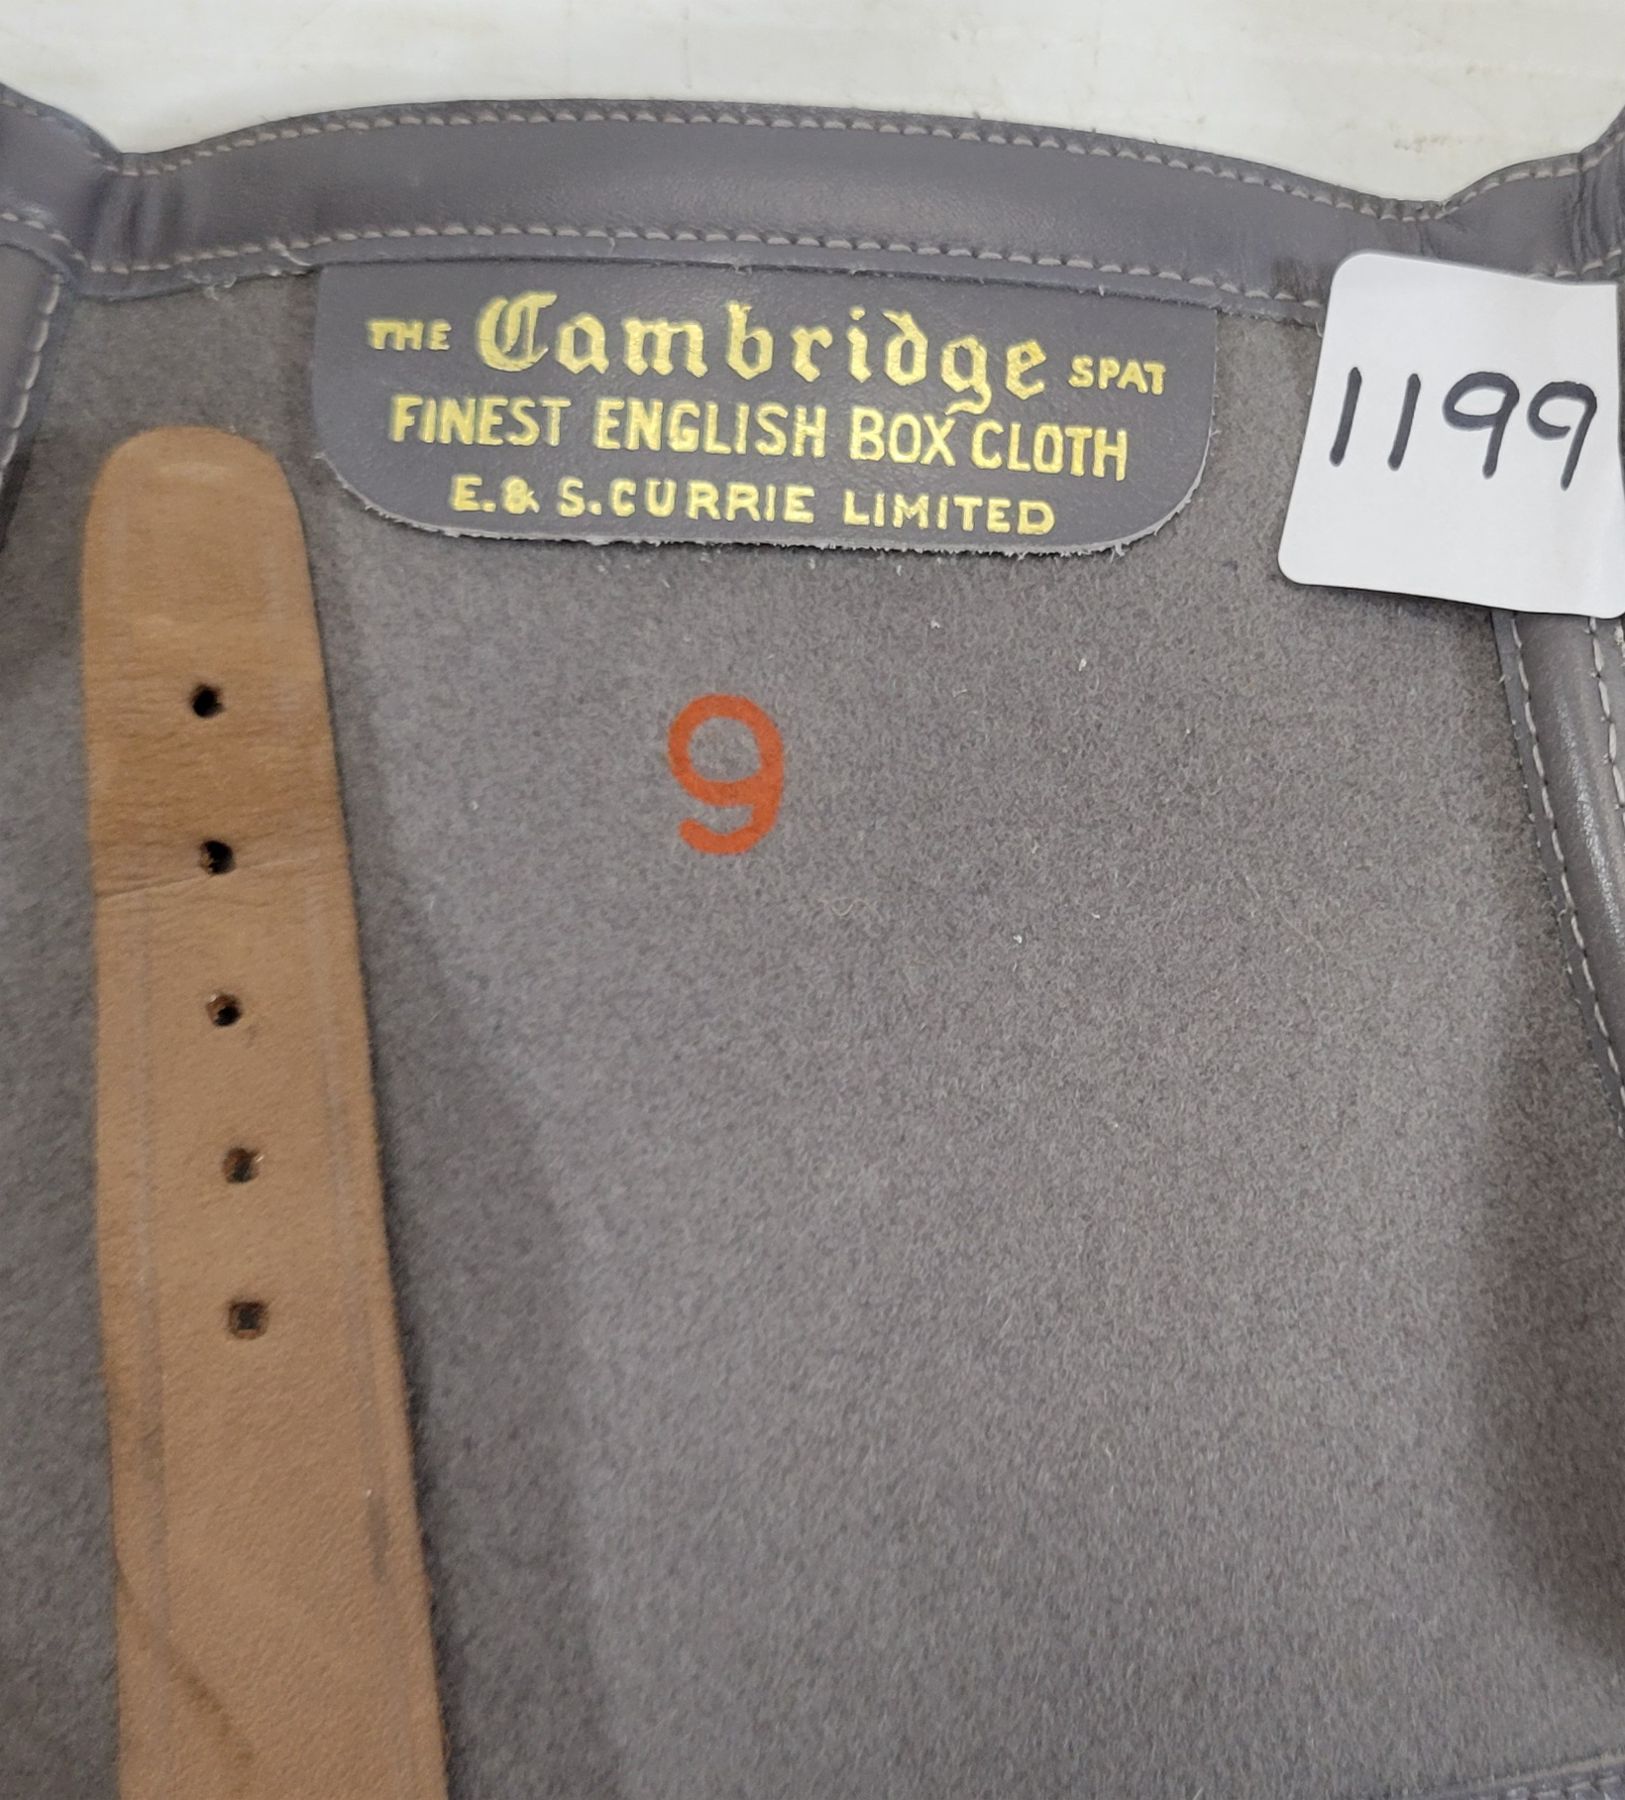 THE Cambridge SPAT
FINEST ENGLISH BOX CLOTH
E. & S. CURRIE LIMITED
1199
9